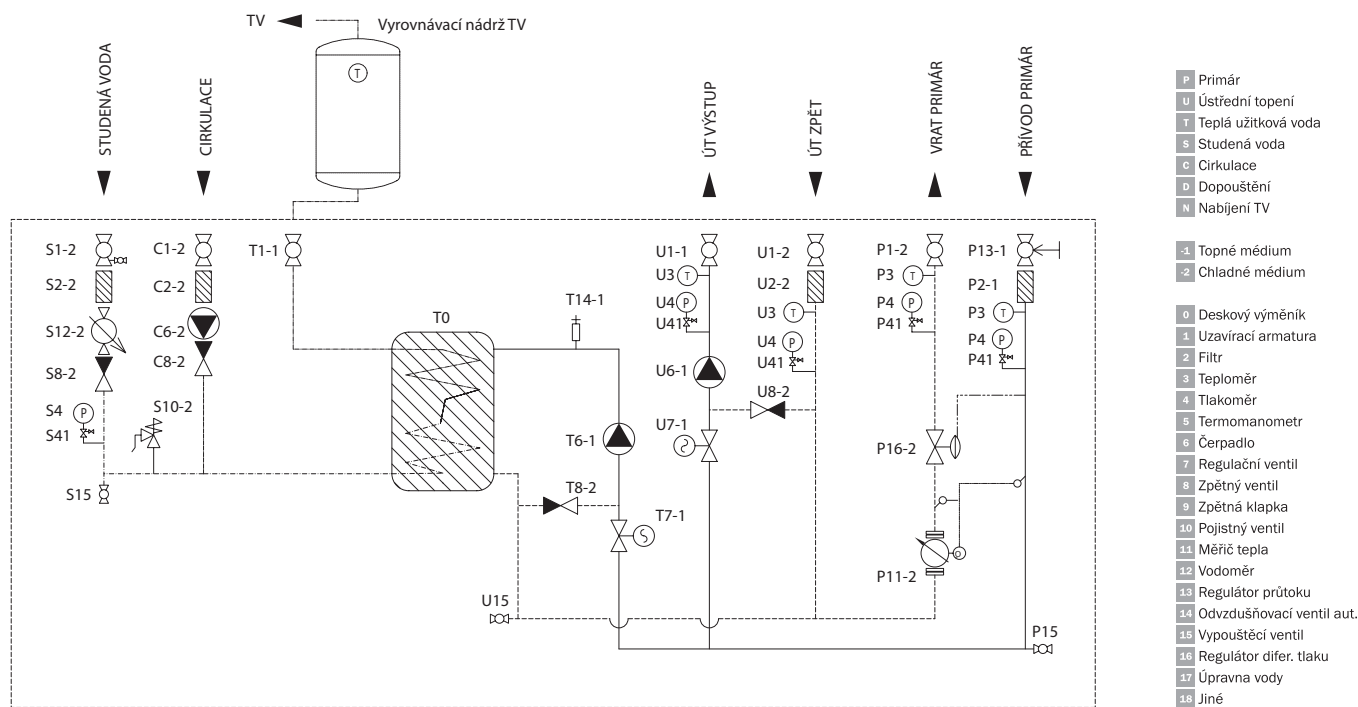 TV
Vyrovnávací nádrž TV
T
STUDENÁ VODA
CIRKULACE
ÚT VÝSTUP
ÚT ZPĚT
VRAT PRIMÁR
PŘÍVOD PRIMÁR
S1-2
C1-2
T1-1
U1-1
U1-2
P1-2
P13-1
S2-2
C2-2
U3
T
U2-2
P3
T
P2-1
S12-2
C6-2
T14-1
T0
U4
P
U41
U3
T
P4
P
P41
P3
T
S8-2
C8-2
U6-1
U4
P
U41
P4
P
P41
S4
P
S41
S10-2
T6-1
U7-1
U8-2
P16-2
S15
T8-2
T7-1
P11-2
U15
P15
P Primár
U Ústřední topení
T Teplá užitková voda
S Studená voda
C Cirkulace
D Dopouštění
N Nabíjení TV
-1 Topné médium
-2 Chladné médium
0 Deskový výměník
1 Uzavírací armatura
2 Filtr
3 Teploměr
4 Tlakoměr
5 Termomanometr
6 Čerpadlo
7 Regulační ventil
8 Zpětný ventil
9 Zpětná klapka
10 Pojistný ventil
11 Měřič tepla
12 Vodoměr
13 Regulátor průtoku
14 Odvzdušňovací ventil aut.
15 Vypouštěcí ventil
16 Regulátor difer. tlaku
17 Úpravna vody
18 Jiné